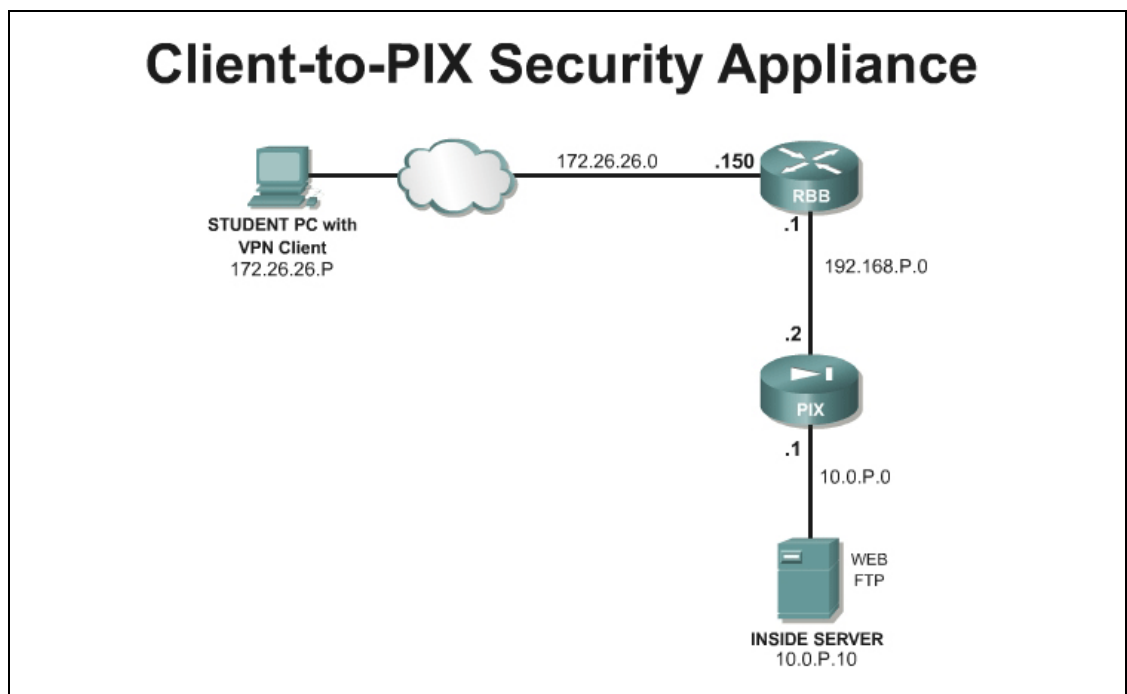 Client-to-PIX Security Appliance
172.26.26.0
.150
RBB
STUDENT PC with
VPN Client
172.26.26.P
.1
192.168.P.0
.2
PIX
.1
10.0.P.0
WEB
FTP
INSIDE SERVER
10.0.P.10